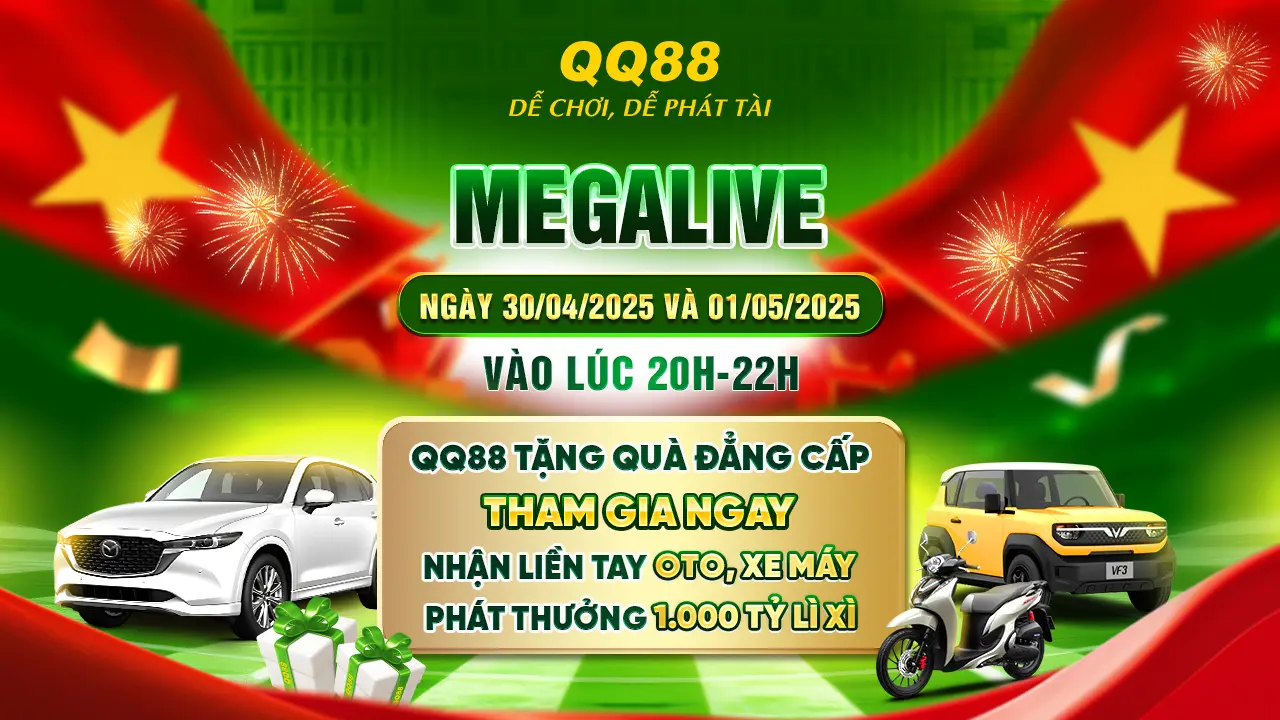 QQ88
DỄ CHƠI, DỄ PHÁT TÀI
MEGALIVE
NGÀY 30/04/2025 VÀ 01/05/2025
VÀO LÚC 20H-22H
QQ88 TẶNG QUÀ ĐẲNG CẤP
THAM GIA NGAY
NHẬN LIỀN TAY OTO, XE MÁY
PHÁT THƯỞNG 1.000 TỶ LÌ XÌ
VF3
QQ88
QQ88